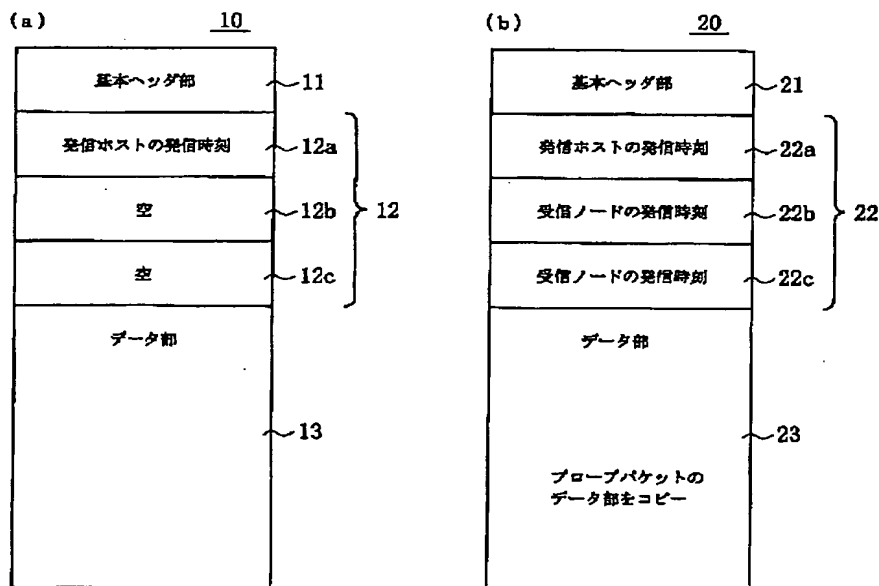 (a)
10
基本ヘッダ部
11
発信ホストの発信時刻
12a
空
12b
12
空
12c
データ部
13
(b)
20
基本ヘッダ部
21
発信ホストの発信時刻
22a
受信ノードの発信時刻
22b
22
受信ノードの発信時刻
22c
データ部
23
プローブパケットの
データ部をコピー